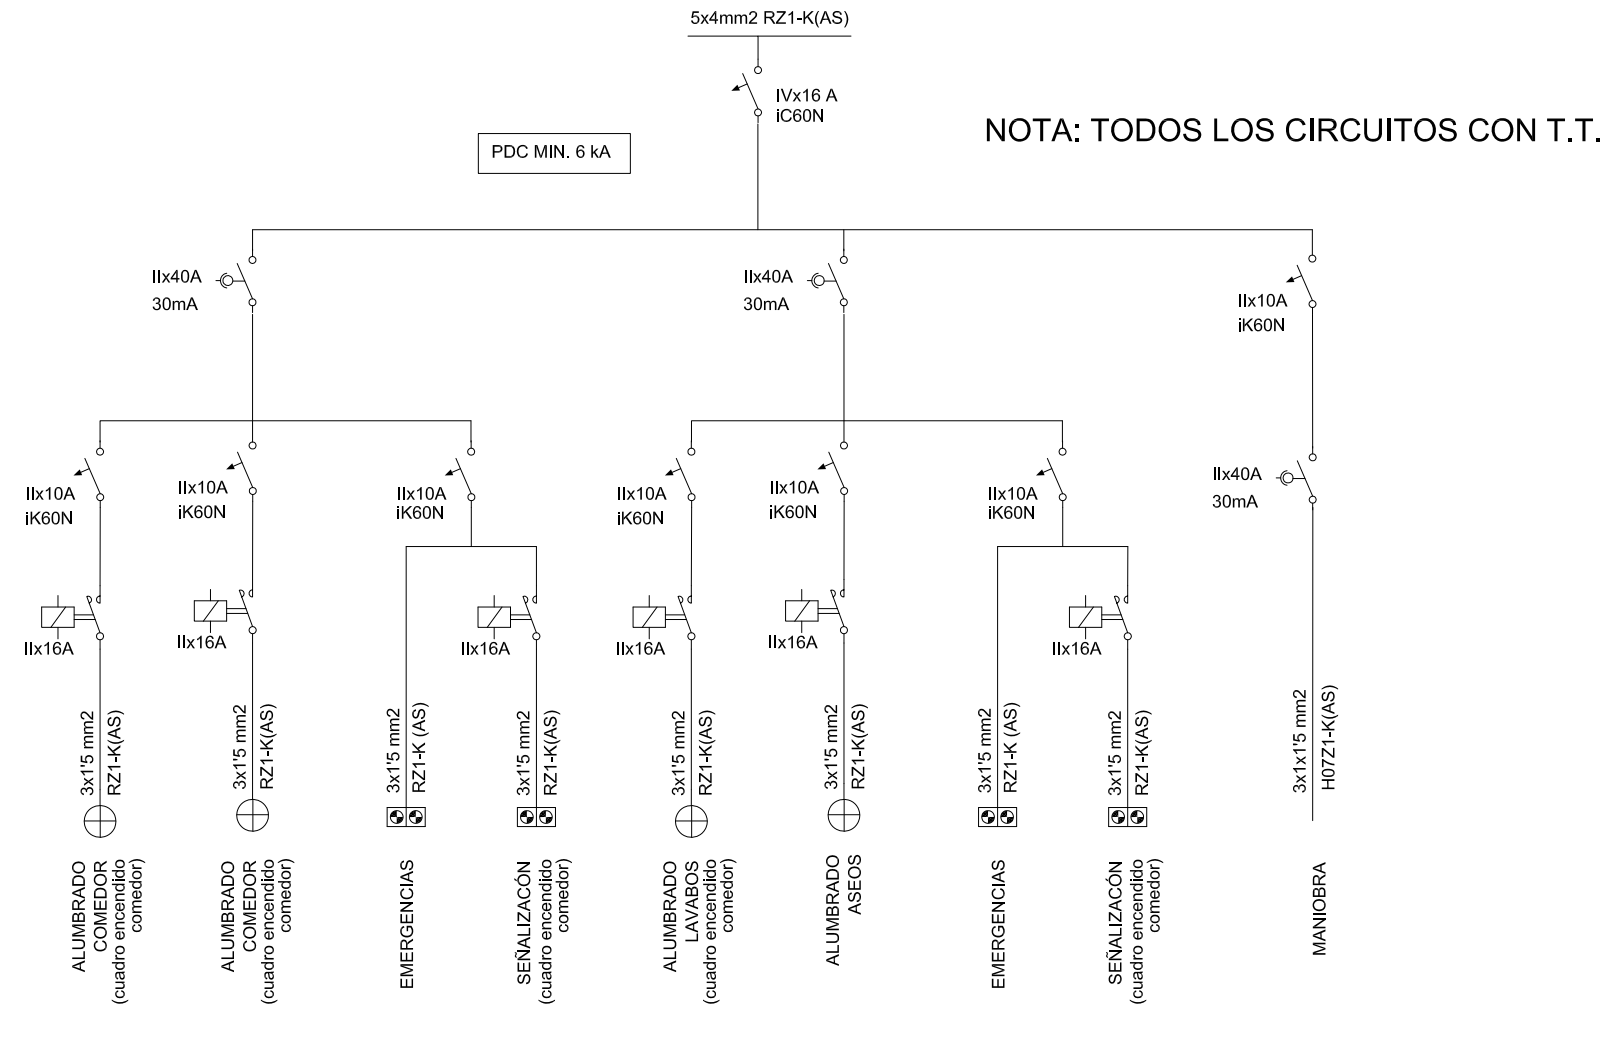 5x4mm2 RZ1-K(AS)
IVx16 A
iC60N
PDC MIN. 6 kA
NOTA: TODOS LOS CIRCUITOS CON T.T.
IIx40A
30mA
IIx40A
30mA
IIx10A
iK60N
IIx10A
iK60N
IIx10A
iK60N
IIx10A
iK60N
IIx10A
iK60N
IIx10A
iK60N
IIx10A
iK60N
IIx40A
30mA
IIx16A
IIx16A
IIx16A
IIx16A
IIx16A
IIx16A
3x1'5 mm2
RZ1-K(AS)
3x1'5 mm2
RZ1-K(AS)
3x1'5 mm2
RZ1-K (AS)
3x1'5 mm2
RZ1-K(AS)
3x1'5 mm2
RZ1-K(AS)
3x1'5 mm2
RZ1-K(AS)
3x1'5 mm2
RZ1-K (AS)
3x1'5 mm2
RZ1-K(AS)
3x1x1'5 mm2
H07Z1-K(AS)
ALUMBRADO
COMEDOR
(cuadro encendido
comedor)
ALUMBRADO
COMEDOR
(cuadro encendido
comedor)
EMERGENCIAS
SEÑALIZACÓN
(cuadro encendido
comedor)
ALUMBRADO
LAVABOS
(cuadro encendido
comedor)
ALUMBRADO
ASEOS
EMERGENCIAS
SEÑALIZACÓN
(cuadro encendido
comedor)
MANIOBRA